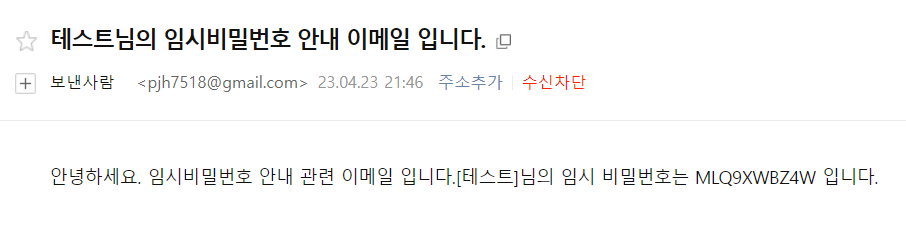 테스트님의 임시비밀번호 안내 이메일 입니다.
보낸사람 <pjh7518@gmail.com> 23.04.23 21:46 주소추가 수신차단
안녕하세요. 임시비밀번호 안내 관련 이메일 입니다.[테스트]님의 임시 비밀번호는 MLQ9XWBZ4W 입니다.